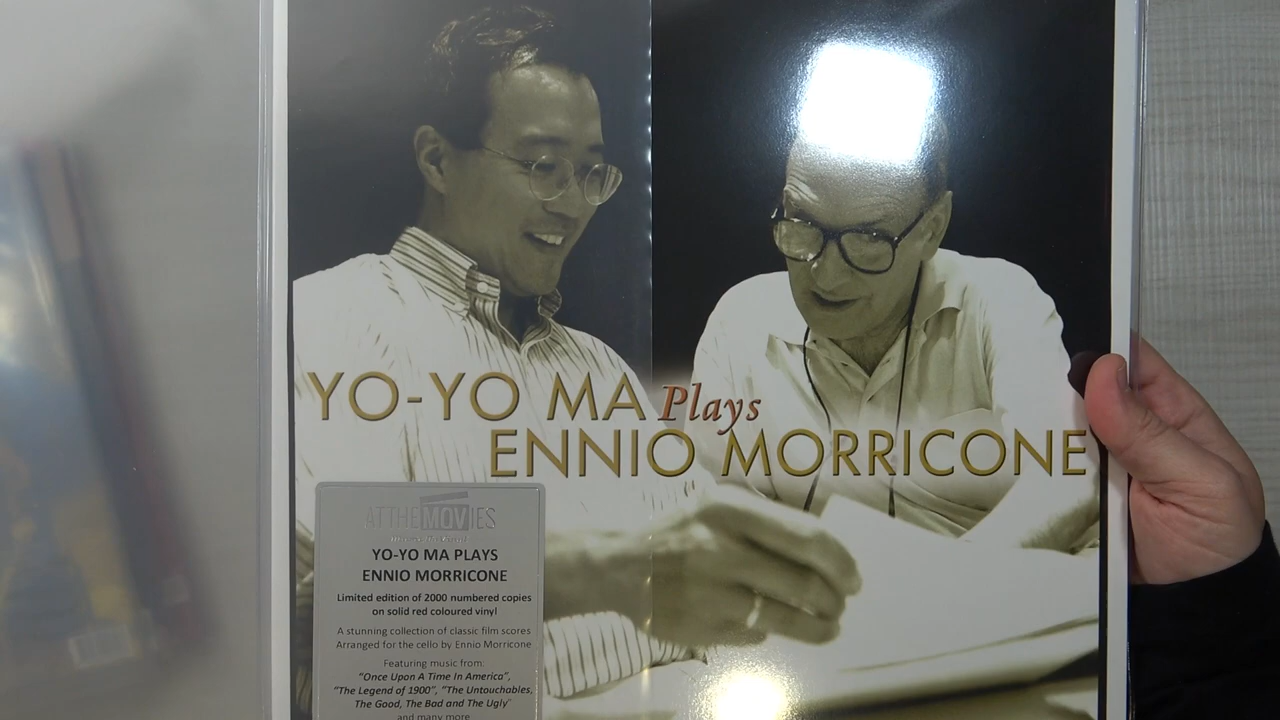 YO-YO MA Plays
ENNIO MORRICONE
ATTHEMOVIES
YO-YO MA PLAYS
ENNIO MORRICONE
Limited edition of 2000 numbered copies
on solid red coloured vinyl
A stunning collection of classic film scores
Arranged for the cello by Ennio Morricone
Featuring music from:
"Once Upon A Time In America",
"The Legend of 1900", "The Untouchables,
The Good, The Bad and The Ugly"
and many more